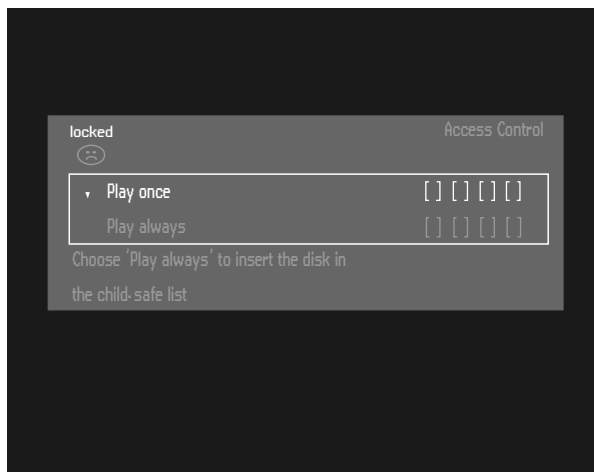 locked
Access Control
Play once [ ] [ ] [ ] [ ]
Play always [ ] [ ] [ ] [ ]
Choose 'Play always' to insert the disk in
the child-safe list